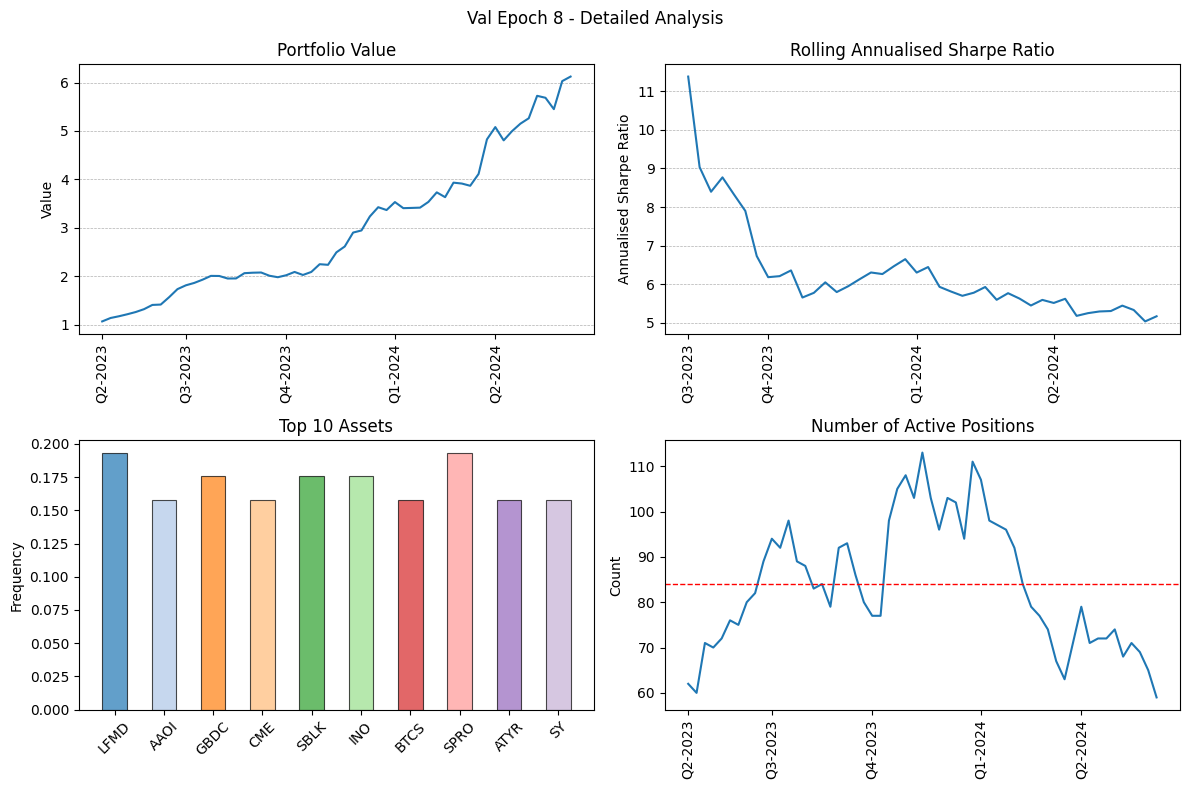 Val Epoch 8 - Detailed Analysis
Portfolio Value
Value
6
5
4
3
2
1
Q2-2023
Q3-2023
Q4-2023
Q1-2024
Q2-2024
Rolling Annualised Sharpe Ratio
Annualised Sharpe Ratio
11
10
9
8
7
6
5
Q3-2023
Q4-2023
Q1-2024
Q2-2024
Top 10 Assets
Frequency
0.200
0.175
0.150
0.125
0.100
0.075
0.050
0.025
0.000
LFMD
AAOI
GBDC
CME
SBLK
INO
BTCS
SPRO
ATYR
SY
Number of Active Positions
Count
110
100
90
80
70
60
Q2-2023
Q3-2023
Q4-2023
Q1-2024
Q2-2024